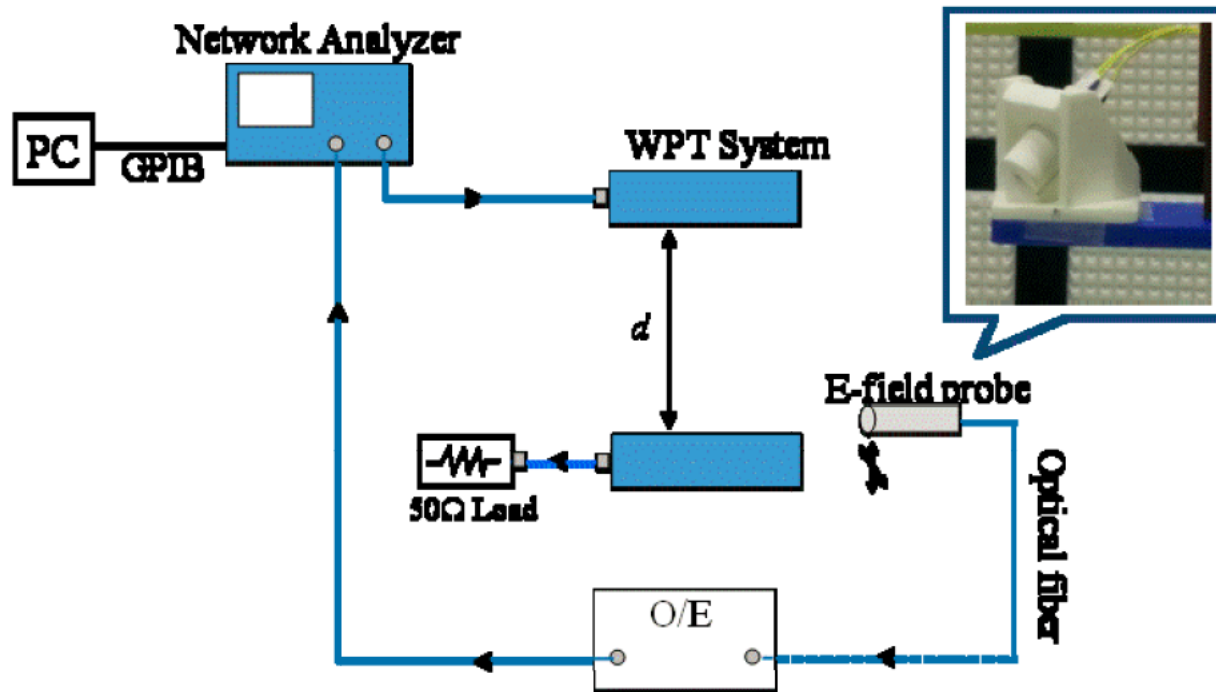 Network Analyzer
PC
GPIB
WPT System
d
E-field probe
50Ω Load
Optical fiber
O/E